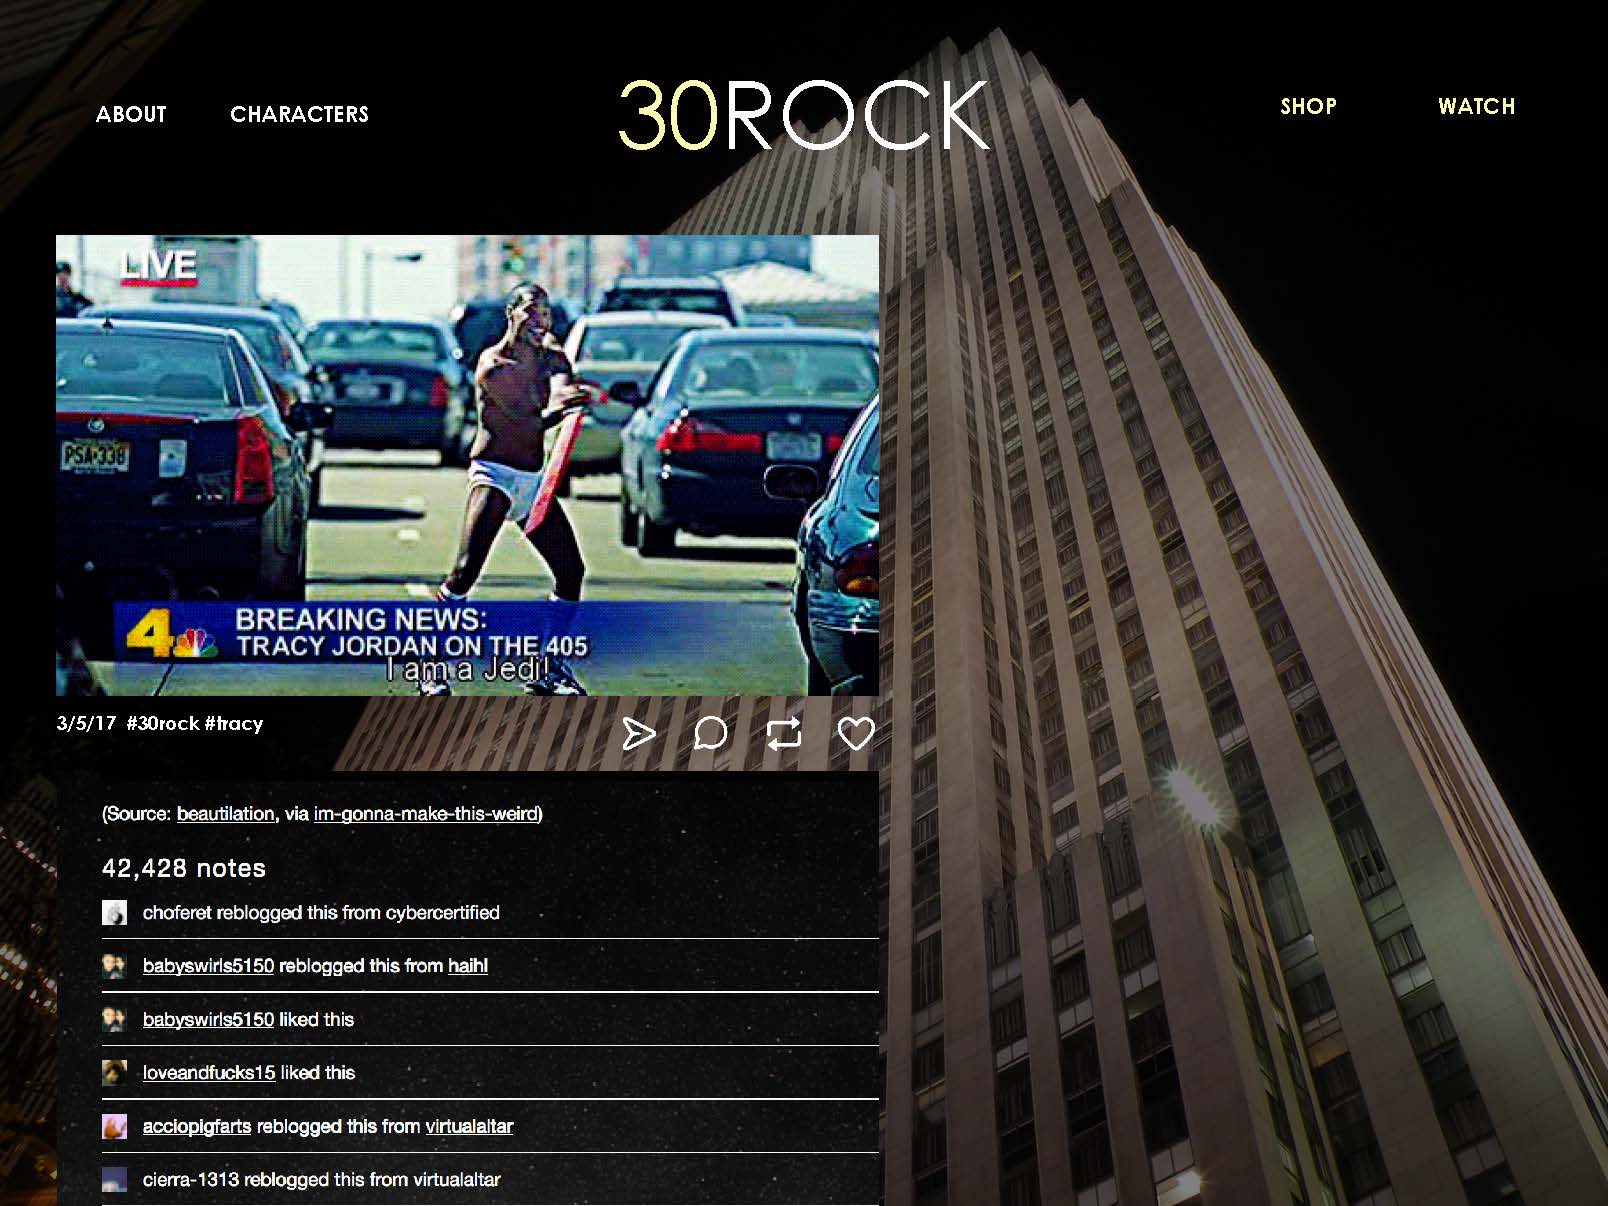 ABOUT CHARACTERS 30ROCK SHOP WATCH
LIVE
PSA·338
4 BREAKING NEWS:
TRACY JORDAN ON THE 405
I am a Jedi!
3/5/17 #30rock #tracy
(Source: beautilation, via im-gonna-make-this-weird)
42,428 notes
choferet reblogged this from cybercertified
babyswirls5150 reblogged this from haihl
babyswirls5150 liked this
loveandfucks15 liked this
acciopigfarts reblogged this from virtualaltar
cierra-1313 reblogged this from virtualaltar